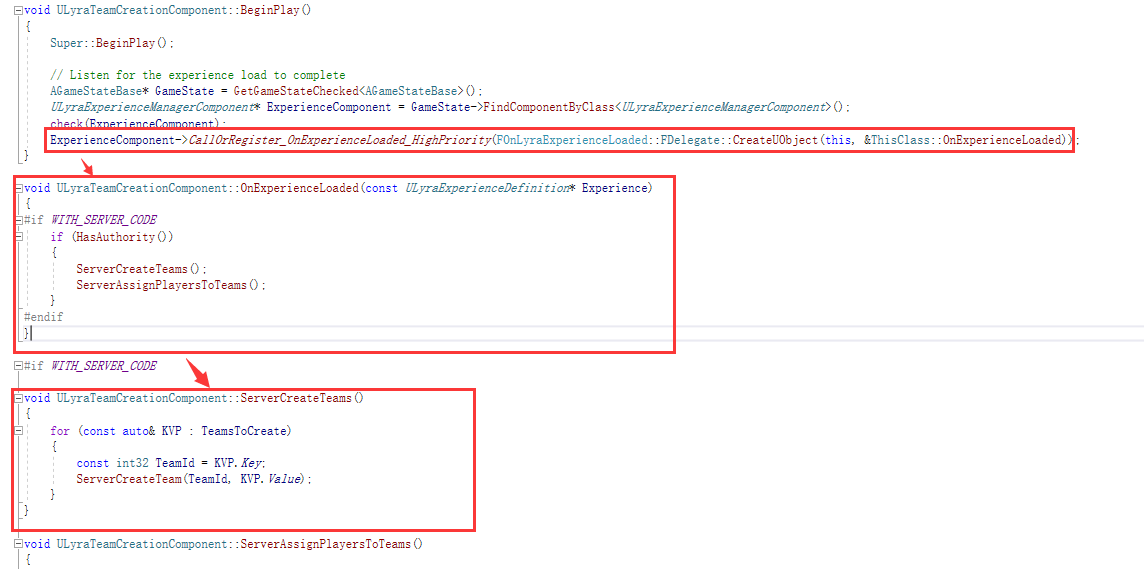 void ULyraTeamCreationComponent::BeginPlay()
{
Super::BeginPlay();
// Listen for the experience load to complete
AGameStateBase* GameState = GetGameStateChecked<AGameStateBase>();
ULyraExperienceManagerComponent* ExperienceComponent = GameState->FindComponentByClass<ULyraExperienceManagerComponent>();
check(ExperienceComponent);
ExperienceComponent->CallOrRegister_OnExperienceLoaded_HighPriority(FOnLyraExperienceLoaded::FDelegate::CreateUObject(this, &ThisClass::OnExperienceLoaded));
}
void ULyraTeamCreationComponent::OnExperienceLoaded(const ULyraExperienceDefinition* Experience)
{
#if WITH_SERVER_CODE
if (HasAuthority())
{
ServerCreateTeams();
ServerAssignPlayersToTeams();
}
#endif
}
#if WITH_SERVER_CODE
void ULyraTeamCreationComponent::ServerCreateTeams()
{
for (const auto& KVP : TeamsToCreate)
{
const int32 TeamId = KVP.Key;
ServerCreateTeam(TeamId, KVP.Value);
}
}
void ULyraTeamCreationComponent::ServerAssignPlayersToTeams()
{